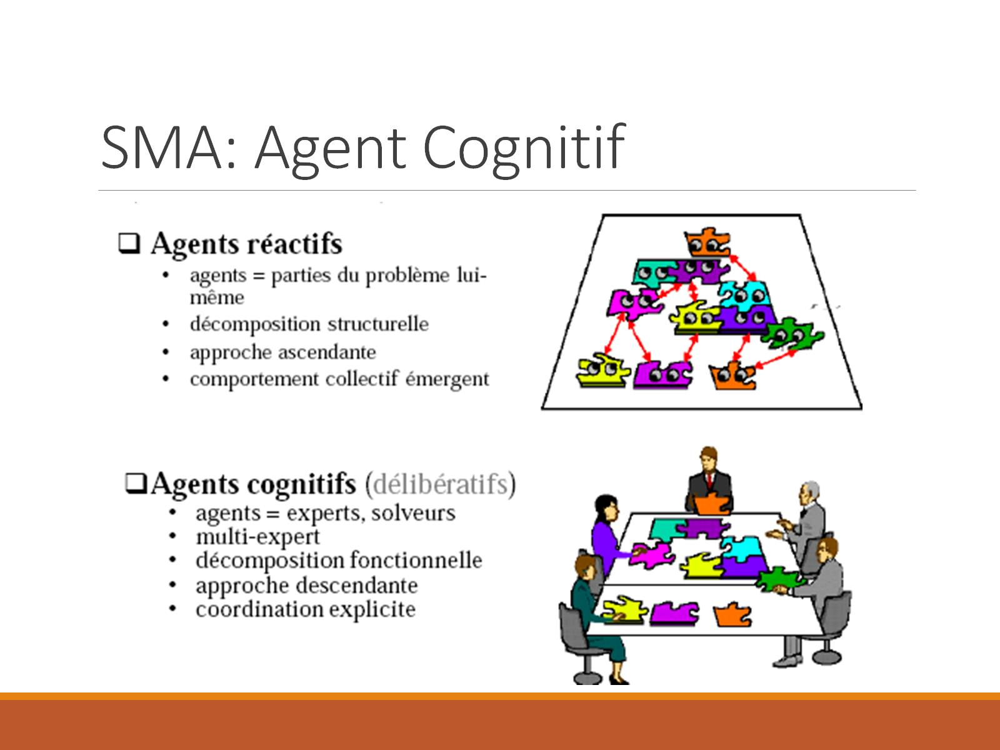 SMA: Agent Cognitif
❑ Agents réactifs
• agents = parties du problème lui-
même
• décomposition structurelle
• approche ascendante
• comportement collectif émergent
❑Agents cognitifs (délibératifs)
• agents = experts, solveurs
• multi-expert
• décomposition fonctionnelle
• approche descendante
• coordination explicite